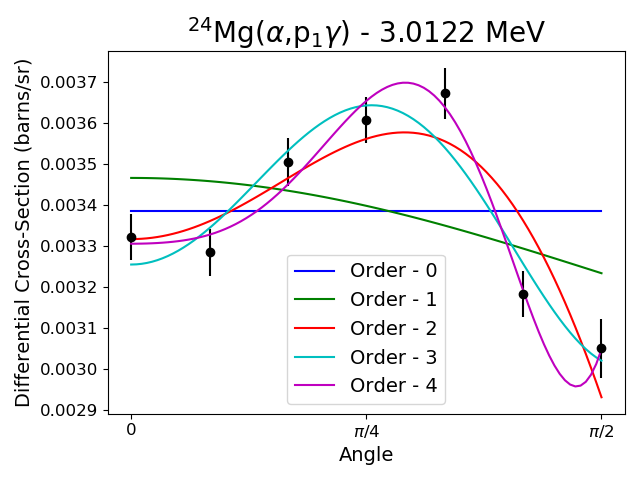 ²⁴Mg(α,p₁γ) - 3.0122 MeV
Differential Cross-Section (barns/sr)
0.0037
0.0036
0.0035
0.0034
0.0033
0.0032
0.0031
0.0030
0.0029
Order - 0
Order - 1
Order - 2
Order - 3
Order - 4
0 π/4 π/2
Angle